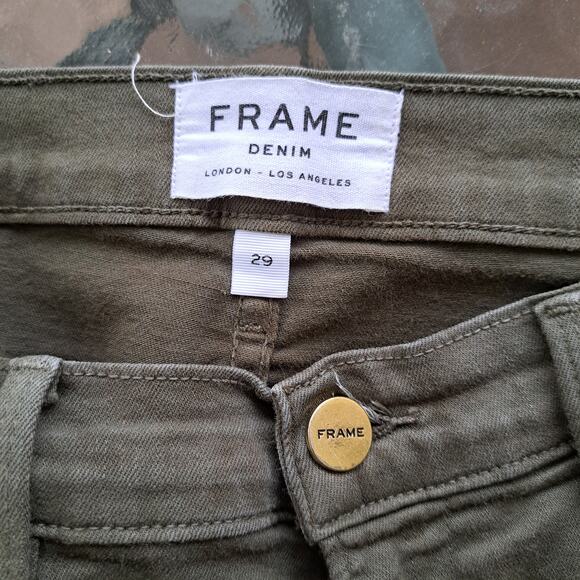 FRAME
DENIM
LONDON - LOS ANGELES
29
FRAME